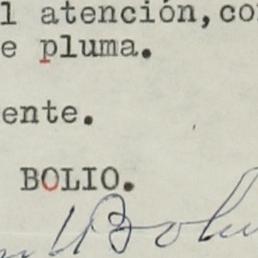 l atención, co
e pluma.
ente.
BOLIO.